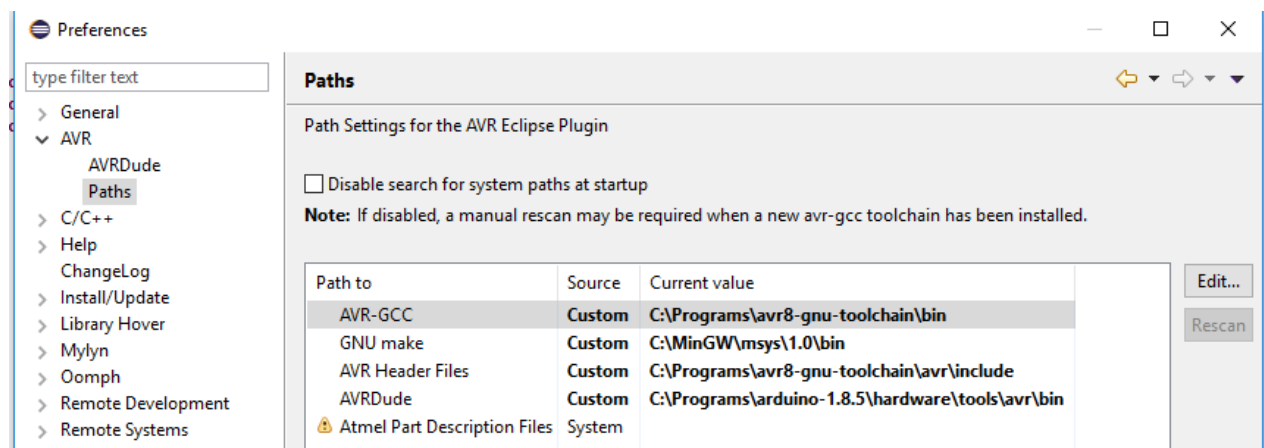 Preferences
type filter text
General
AVR
AVRDude
Paths
C/C++
Help
ChangeLog
Install/Update
Library Hover
Mylyn
Oomph
Remote Development
Remote Systems
Paths
Path Settings for the AVR Eclipse Plugin
Disable search for system paths at startup
Note: If disabled, a manual rescan may be required when a new avr-gcc toolchain has been installed.
Path to Source Current value
AVR-GCC Custom C:\Programs\avr8-gnu-toolchain\bin
GNU make Custom C:\MinGW\msys\1.0\bin
AVR Header Files Custom C:\Programs\avr8-gnu-toolchain\avr\include
AVRDude Custom C:\Programs\arduino-1.8.5\hardware\tools\avr\bin
Atmel Part Description Files System
Edit...
Rescan